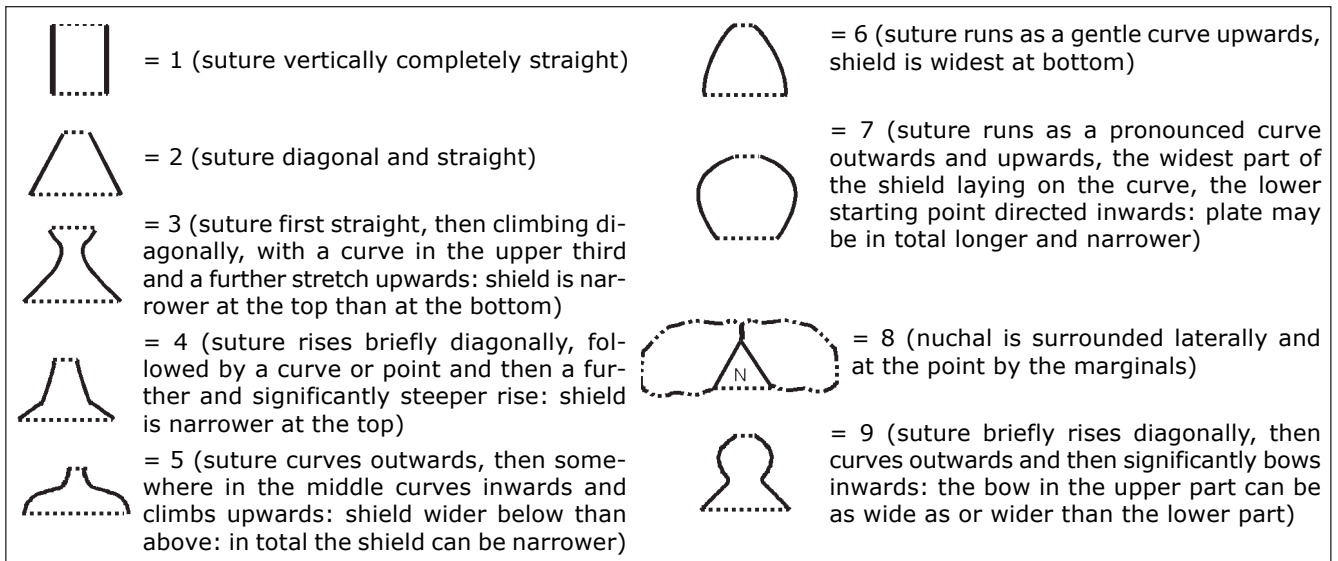 = 1 (suture vertically completely straight)
= 2 (suture diagonal and straight)
= 3 (suture first straight, then climbing di-
agonally, with a curve in the upper third
and a further stretch upwards: shield is nar-
rower at the top than at the bottom)
= 4 (suture rises briefly diagonally, fol-
lowed by a curve or point and then a fur-
ther and significantly steeper rise: shield
is narrower at the top)
= 5 (suture curves outwards, then some-
where in the middle curves inwards and
climbs upwards: shield wider below than
above: in total the shield can be narrower)
= 6 (suture runs as a gentle curve upwards,
shield is widest at bottom)
= 7 (suture runs as a pronounced curve
outwards and upwards, the widest part of
the shield laying on the curve, the lower
starting point directed inwards: plate may
be in total longer and narrower)
N
= 8 (nuchal is surrounded laterally and
at the point by the marginals)
= 9 (suture briefly rises diagonally, then
curves outwards and then significantly bows
inwards: the bow in the upper part can be
as wide as or wider than the lower part)